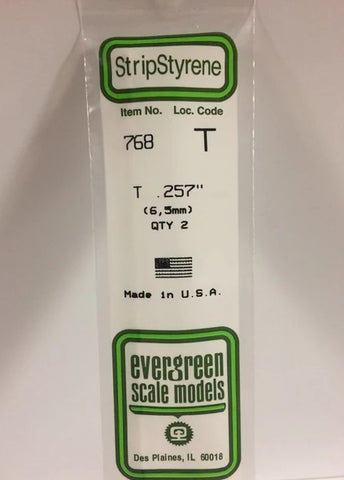 StripStyrene
Item No. Loc. Code
768 T
T .257"
(6,5mm)
QTY 2
Made in U.S.A.
evergreen
scale models
Des Plaines, IL 60018